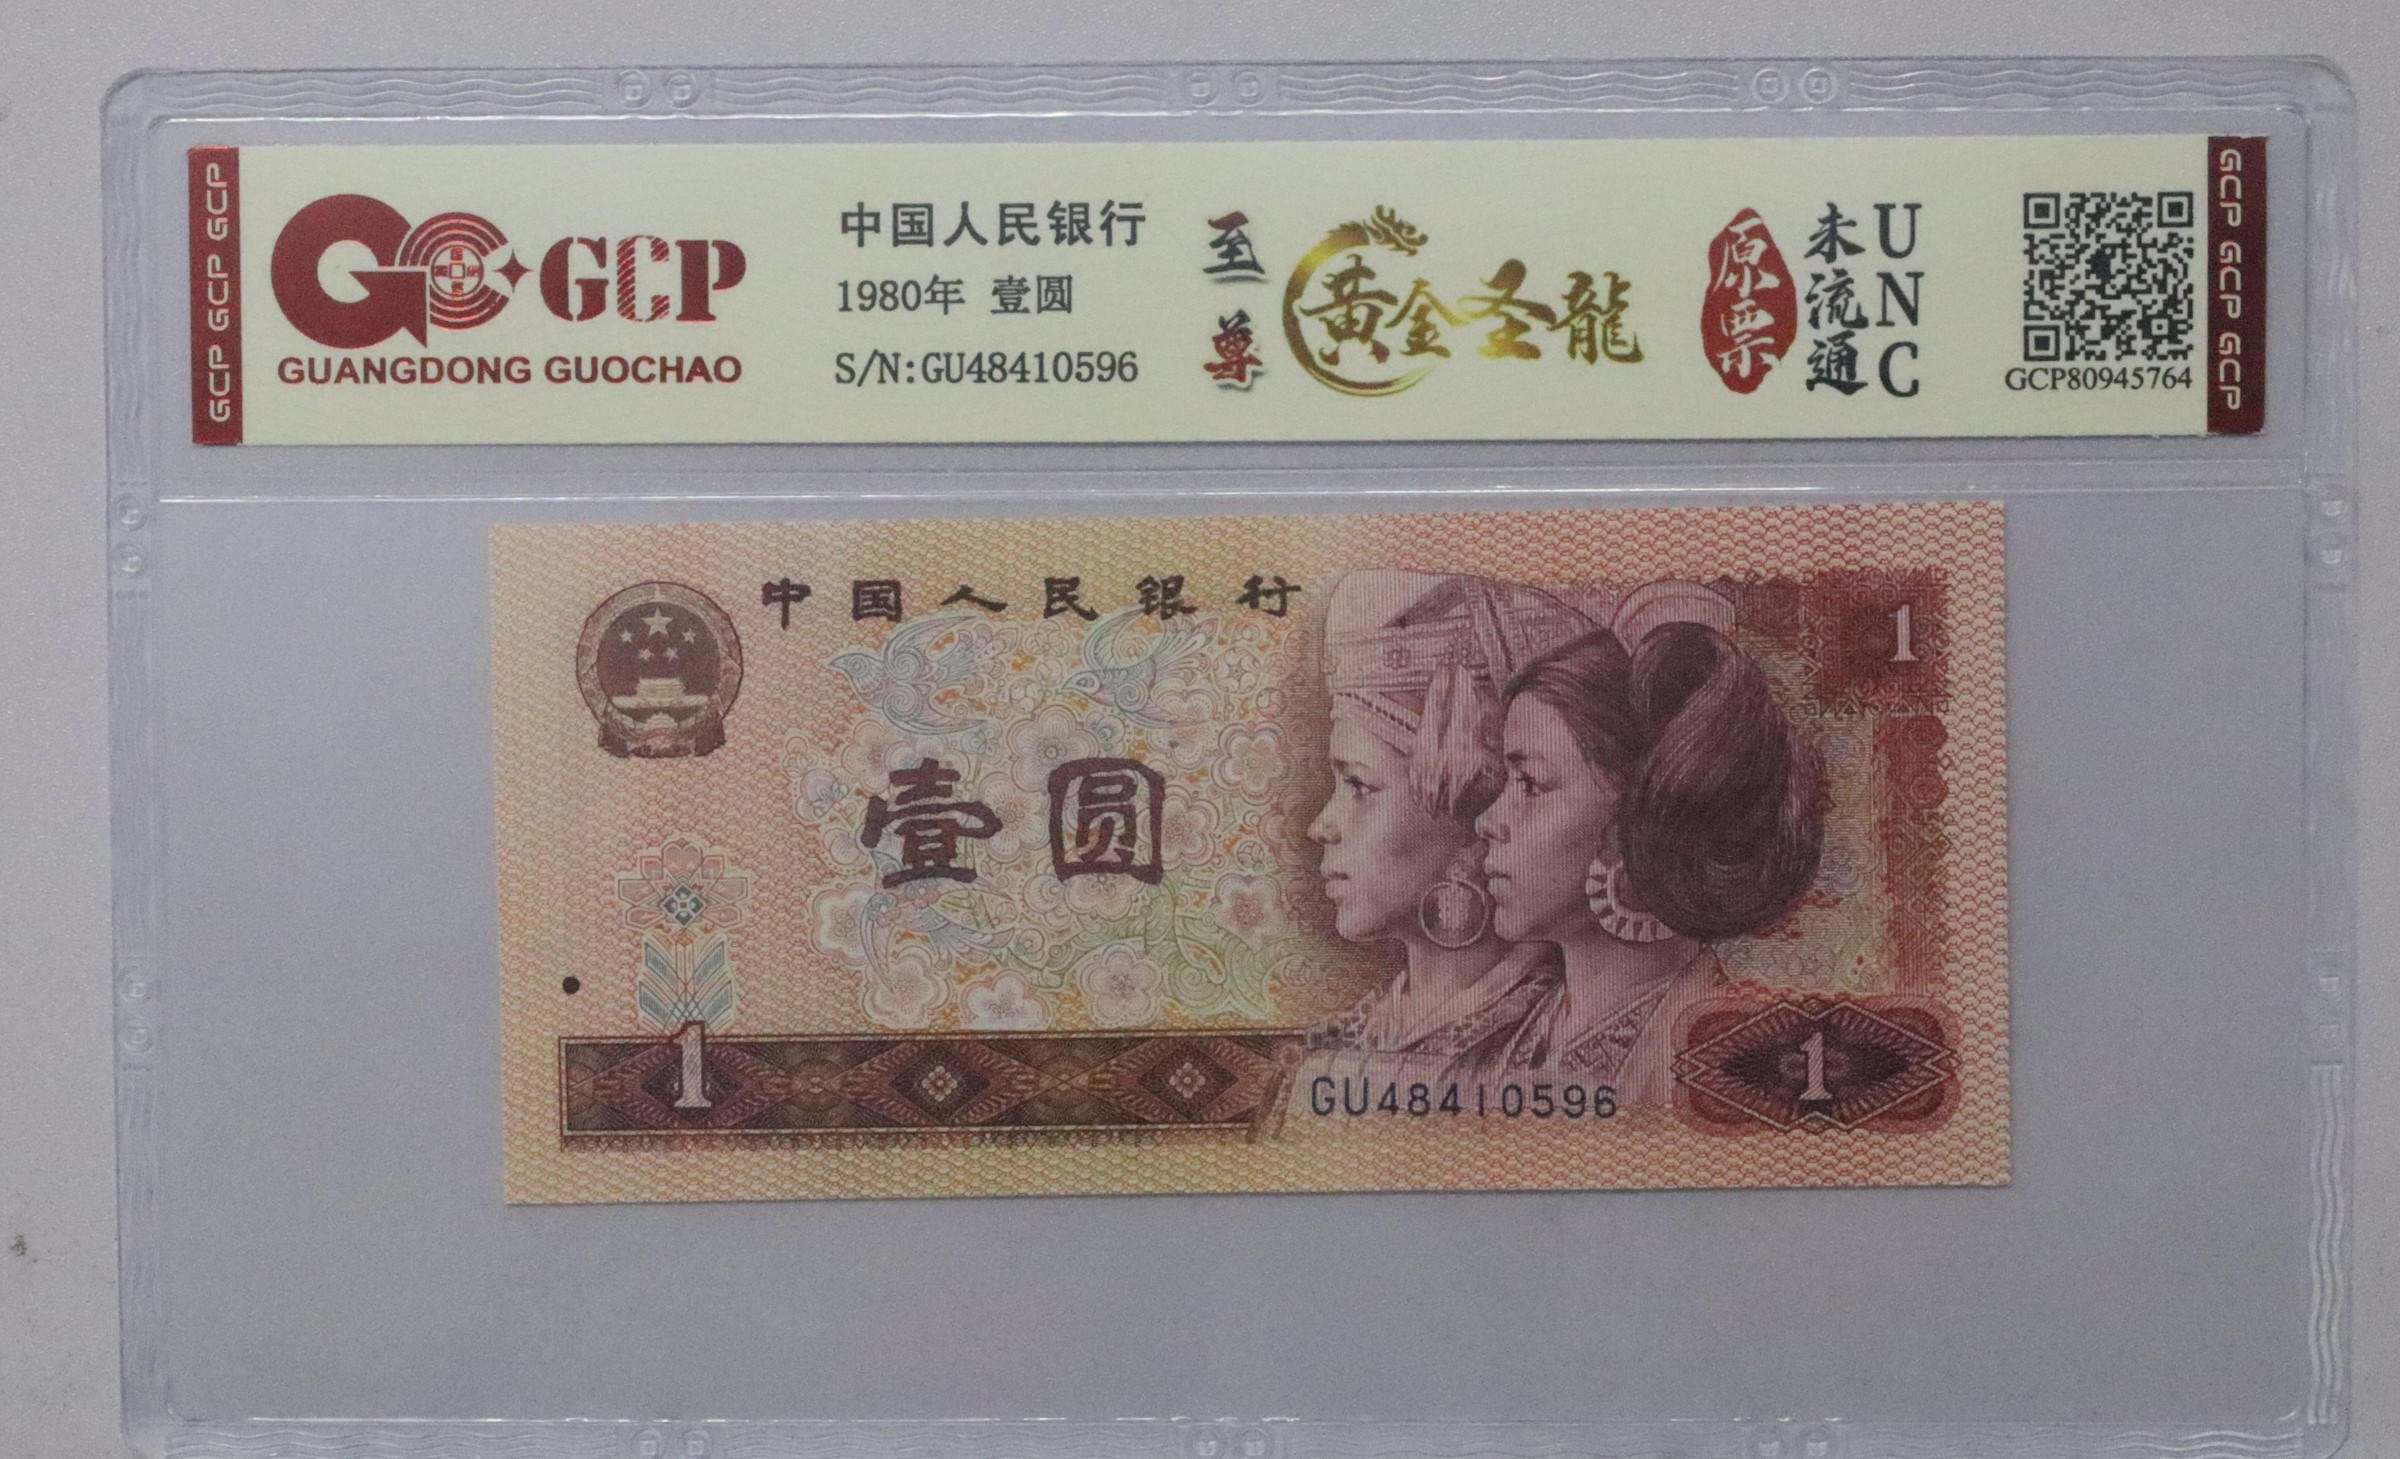 GCP GCP GCP
GCP
GUANGDONG GUOCHAO
中国人民银行
1980年 壹圆
S/N:GU48410596
至尊
黄金圣龍
原票
未流通
UNC
GCP80945764
GCP GCP GCP
中国人民银行
1
壹圆
1
GU48410596
1